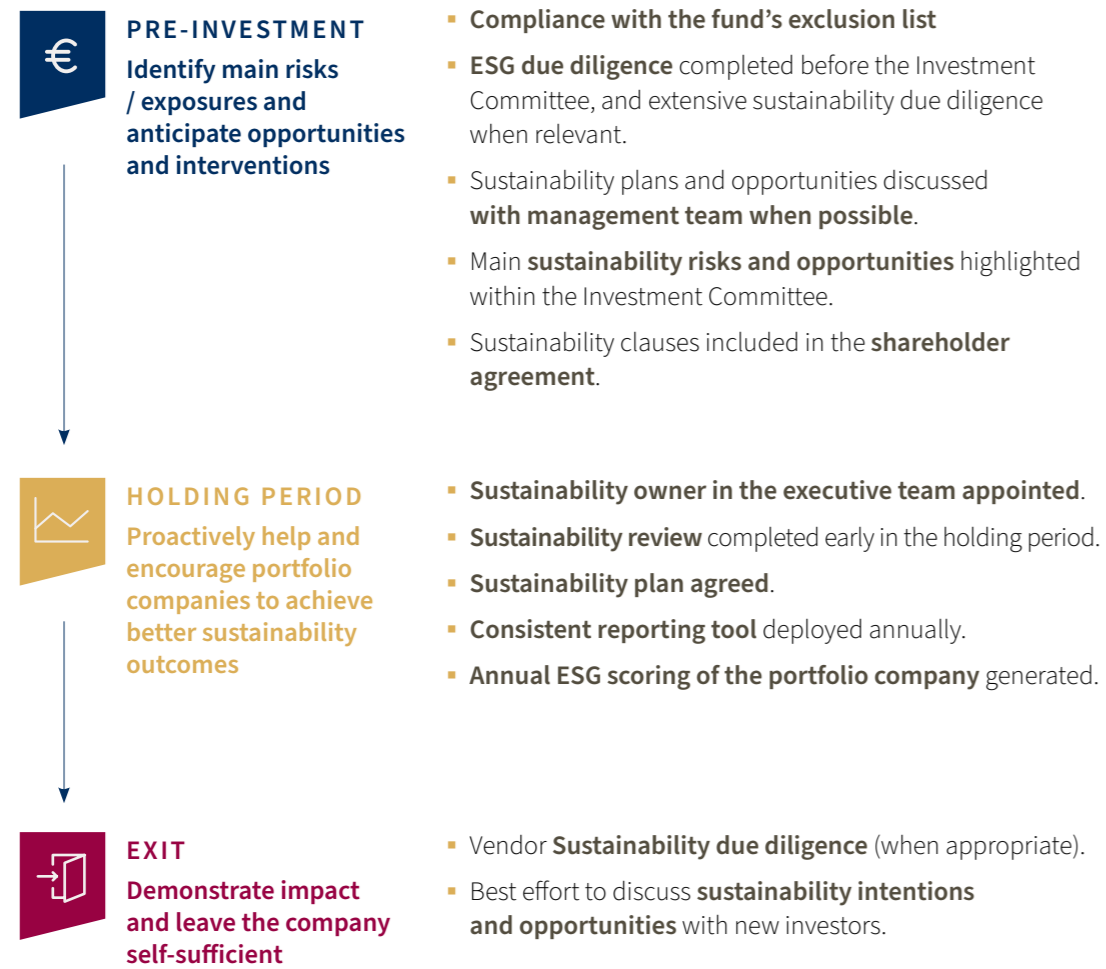 €
PRE-INVESTMENT
Identify main risks
/ exposures and
anticipate opportunities
and interventions
▪ Compliance with the fund’s exclusion list
▪ ESG due diligence completed before the Investment
Committee, and extensive sustainability due diligence
when relevant.
▪ Sustainability plans and opportunities discussed
with management team when possible.
▪ Main sustainability risks and opportunities highlighted
within the Investment Committee.
▪ Sustainability clauses included in the shareholder
agreement.
HOLDING PERIOD
Proactively help and
encourage portfolio
companies to achieve
better sustainability
outcomes
▪ Sustainability owner in the executive team appointed.
▪ Sustainability review completed early in the holding period.
▪ Sustainability plan agreed.
▪ Consistent reporting tool deployed annually.
▪ Annual ESG scoring of the portfolio company generated.
EXIT
Demonstrate impact
and leave the company
self-sufficient
▪ Vendor Sustainability due diligence (when appropriate).
▪ Best effort to discuss sustainability intentions
and opportunities with new investors.